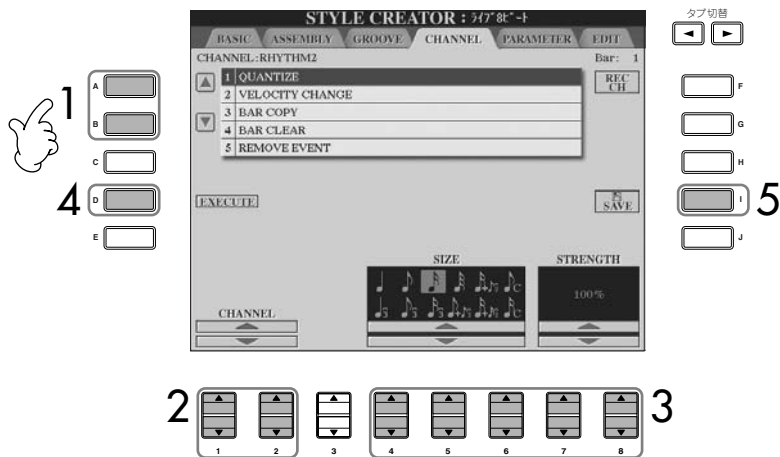 STYLE CREATOR : ﾗｲﾌﾞ8ﾋﾞｰﾄ
BASIC ASSEMBLY GROOVE CHANNEL PARAMETER EDIT
タブ切替
CHANNEL:RHYTHM2 Bar: 1
1 QUANTIZE
2 VELOCITY CHANGE
3 BAR COPY
4 BAR CLEAR
5 REMOVE EVENT
REC CH
1
A
B
C
4 D
E
F
G
H
I 5
J
EXECUTE
SAVE
SIZE STRENGTH
100%
CHANNEL
2 3
1 2 3 4 5 6 7 8